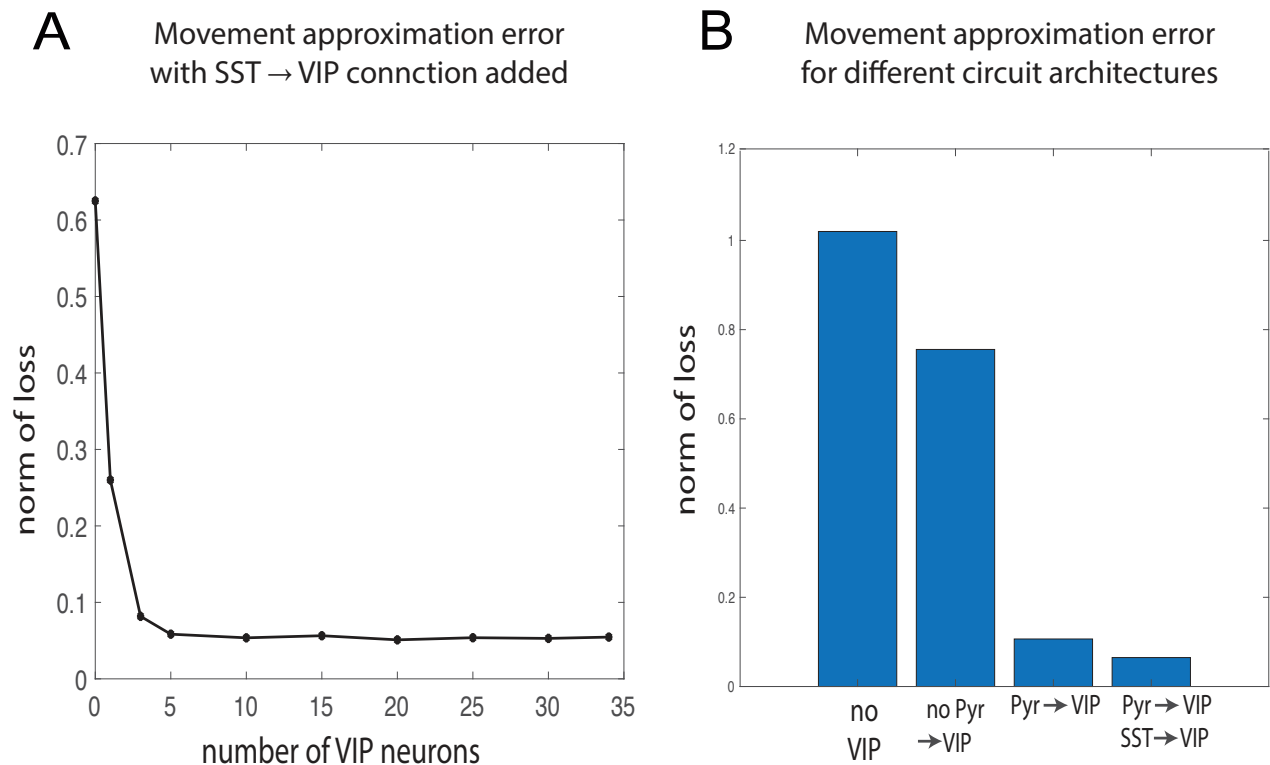 A
Movement approximation error
with SST → VIP connction added
0.7
0.6
0.5
0.4
0.3
0.2
0.1
0
norm of loss
0 5 10 15 20 25 30 35
number of VIP neurons
B
Movement approximation error
for different circuit architectures
1.2
1
0.8
0.6
0.4
0.2
0
norm of loss
no
VIP
no Pyr
→VIP
Pyr→VIP
Pyr→VIP
SST→VIP